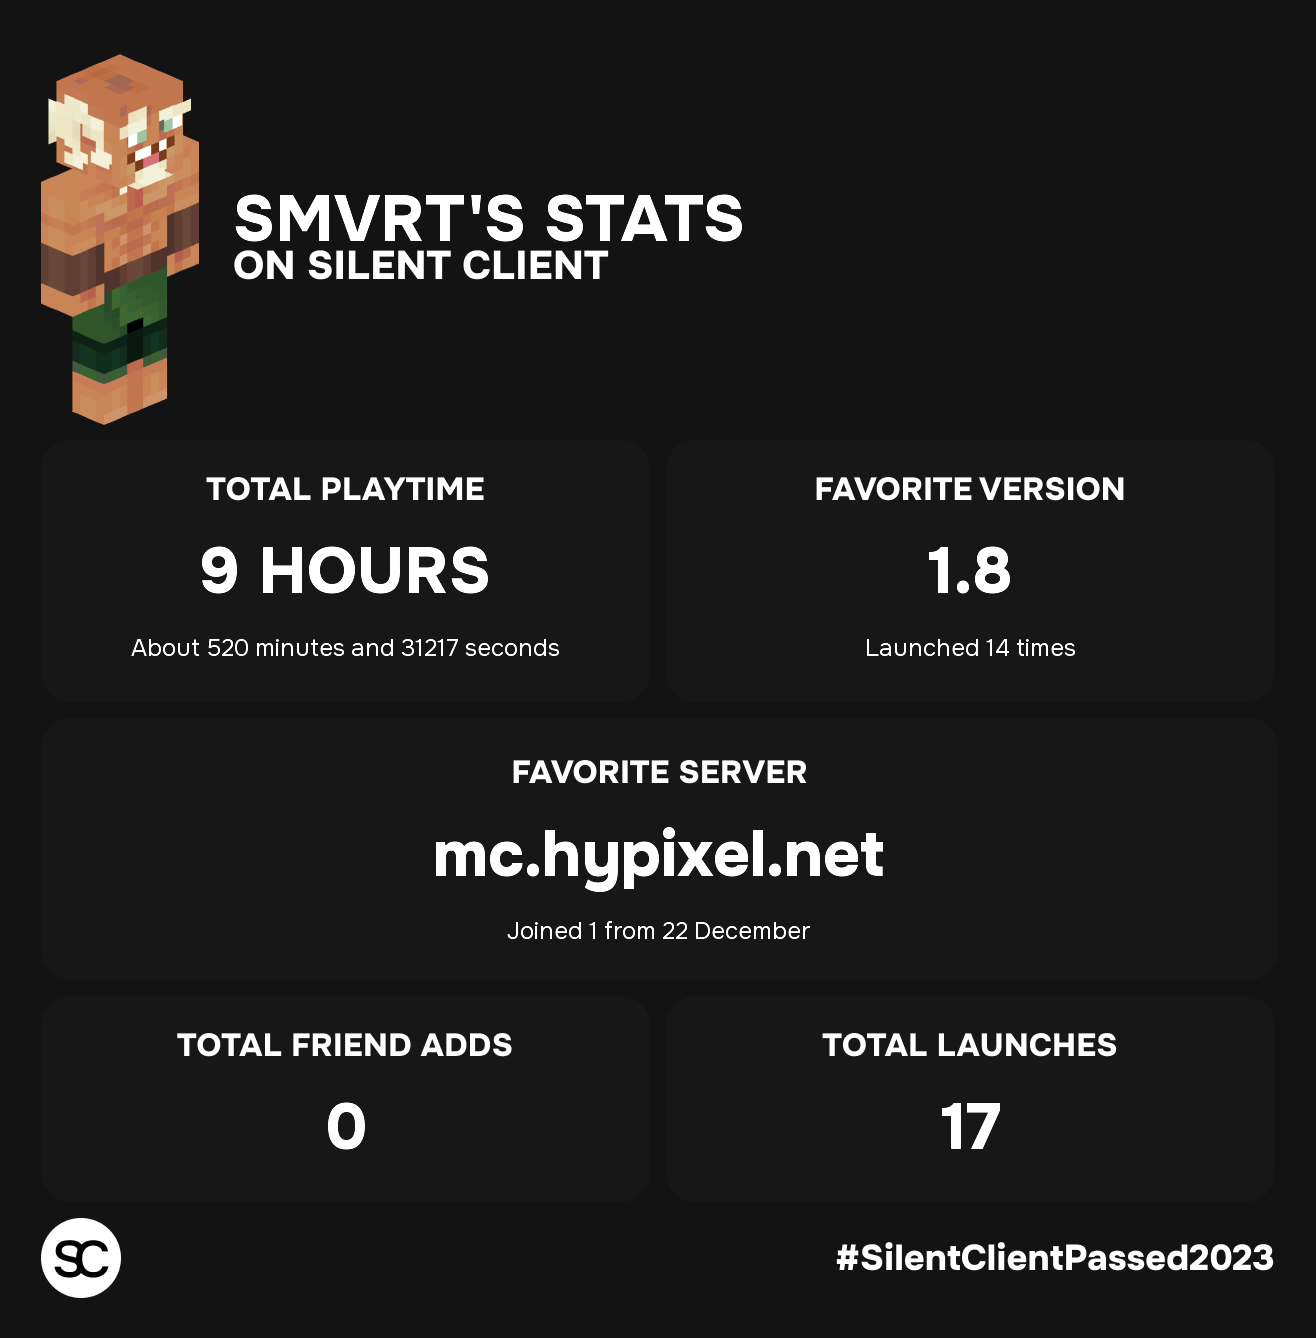 SMVRT'S STATS
ON SILENT CLIENT
TOTAL PLAYTIME
9 HOURS
About 520 minutes and 31217 seconds
FAVORITE VERSION
1.8
Launched 14 times
FAVORITE SERVER
mc.hypixel.net
Joined 1 from 22 December
TOTAL FRIEND ADDS
0
TOTAL LAUNCHES
17
SC
#SilentClientPassed2023